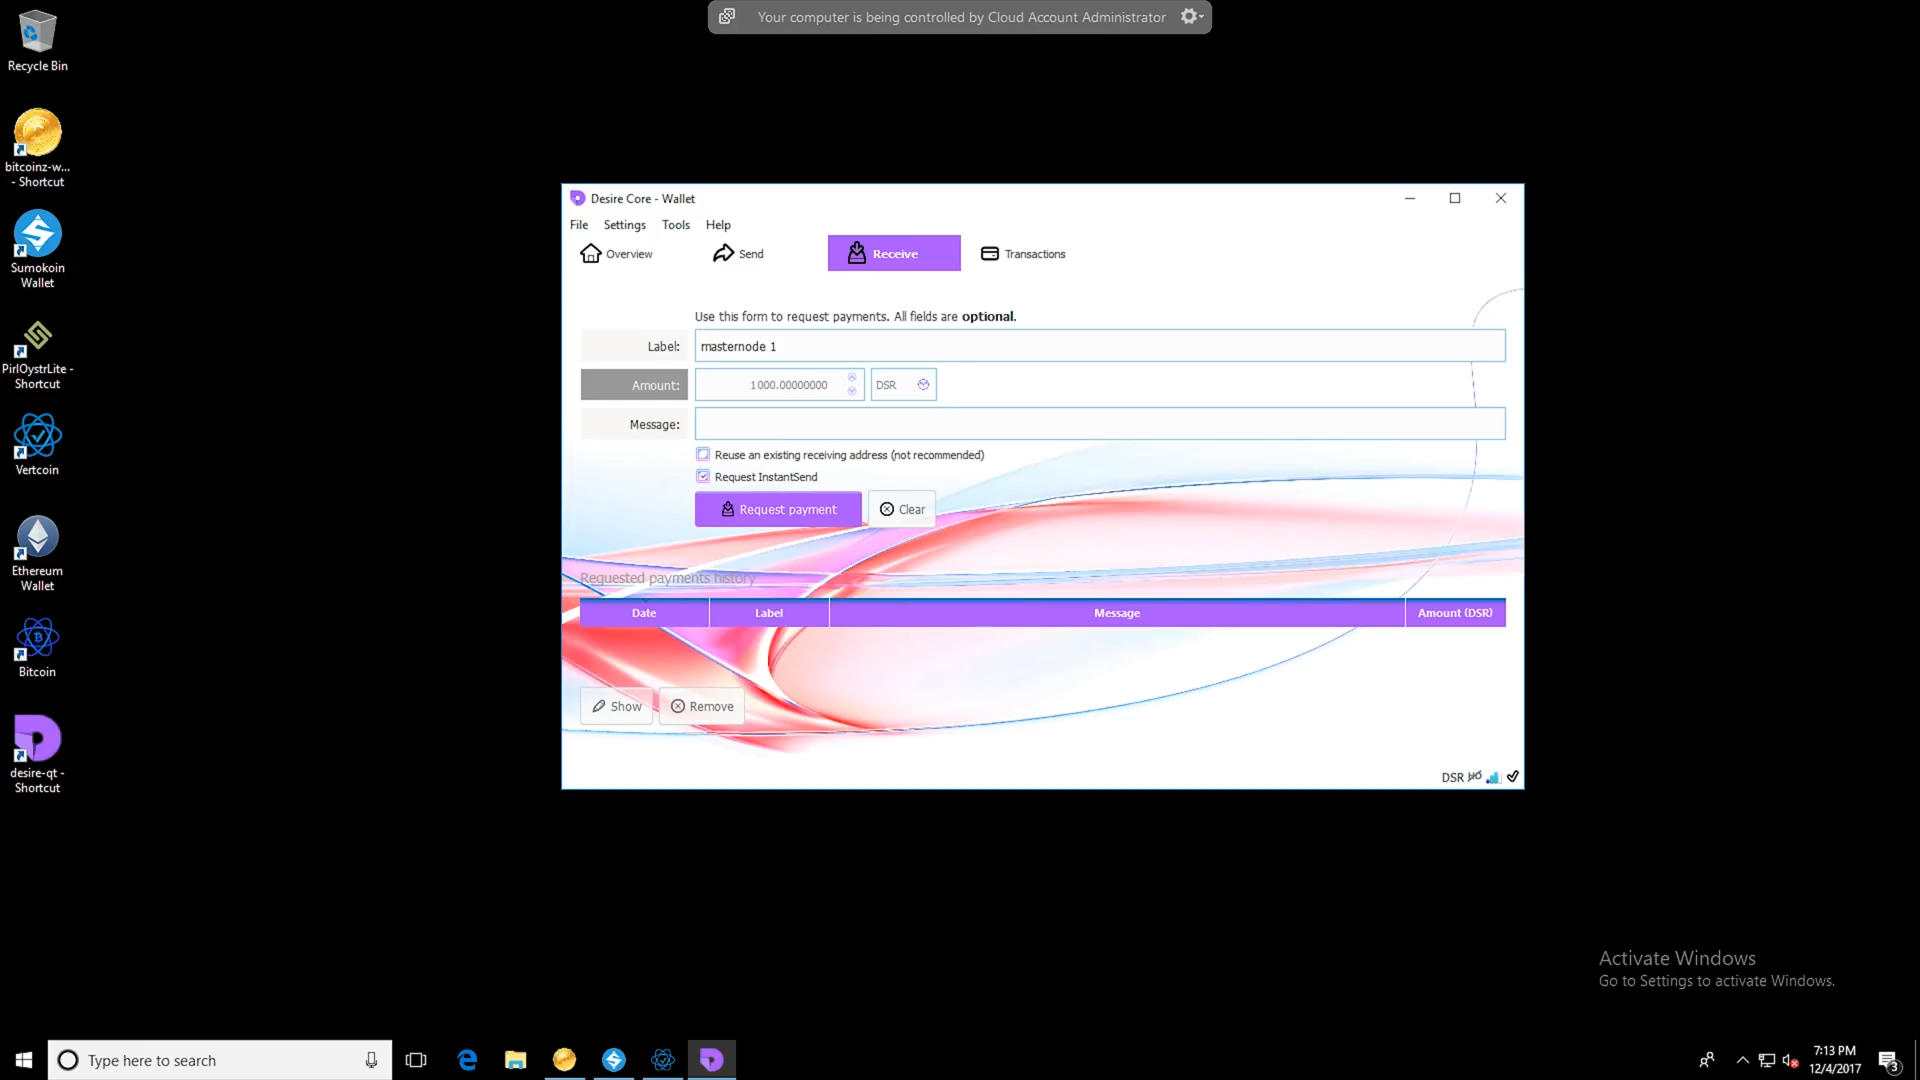 Your computer is being controlled by Cloud Account Administrator
Recycle Bin
bitcoinz-w...
- Shortcut
Sumokoin
Wallet
PirlOystrLite -
Shortcut
Vertcoin
Ethereum
Wallet
Bitcoin
desire-qt -
Shortcut
Desire Core - Wallet
File Settings Tools Help
Overview Send Receive Transactions
Use this form to request payments. All fields are optional.
Label: masternode 1
Amount: 1000.00000000 DSR
Message:
Reuse an existing receiving address (not recommended)
Request InstantSend
Request payment Clear
Requested payments history
Date Label Message Amount (DSR)
Show Remove
DSR HD
Activate Windows
Go to Settings to activate Windows.
Type here to search
7:13 PM
12/4/2017
3